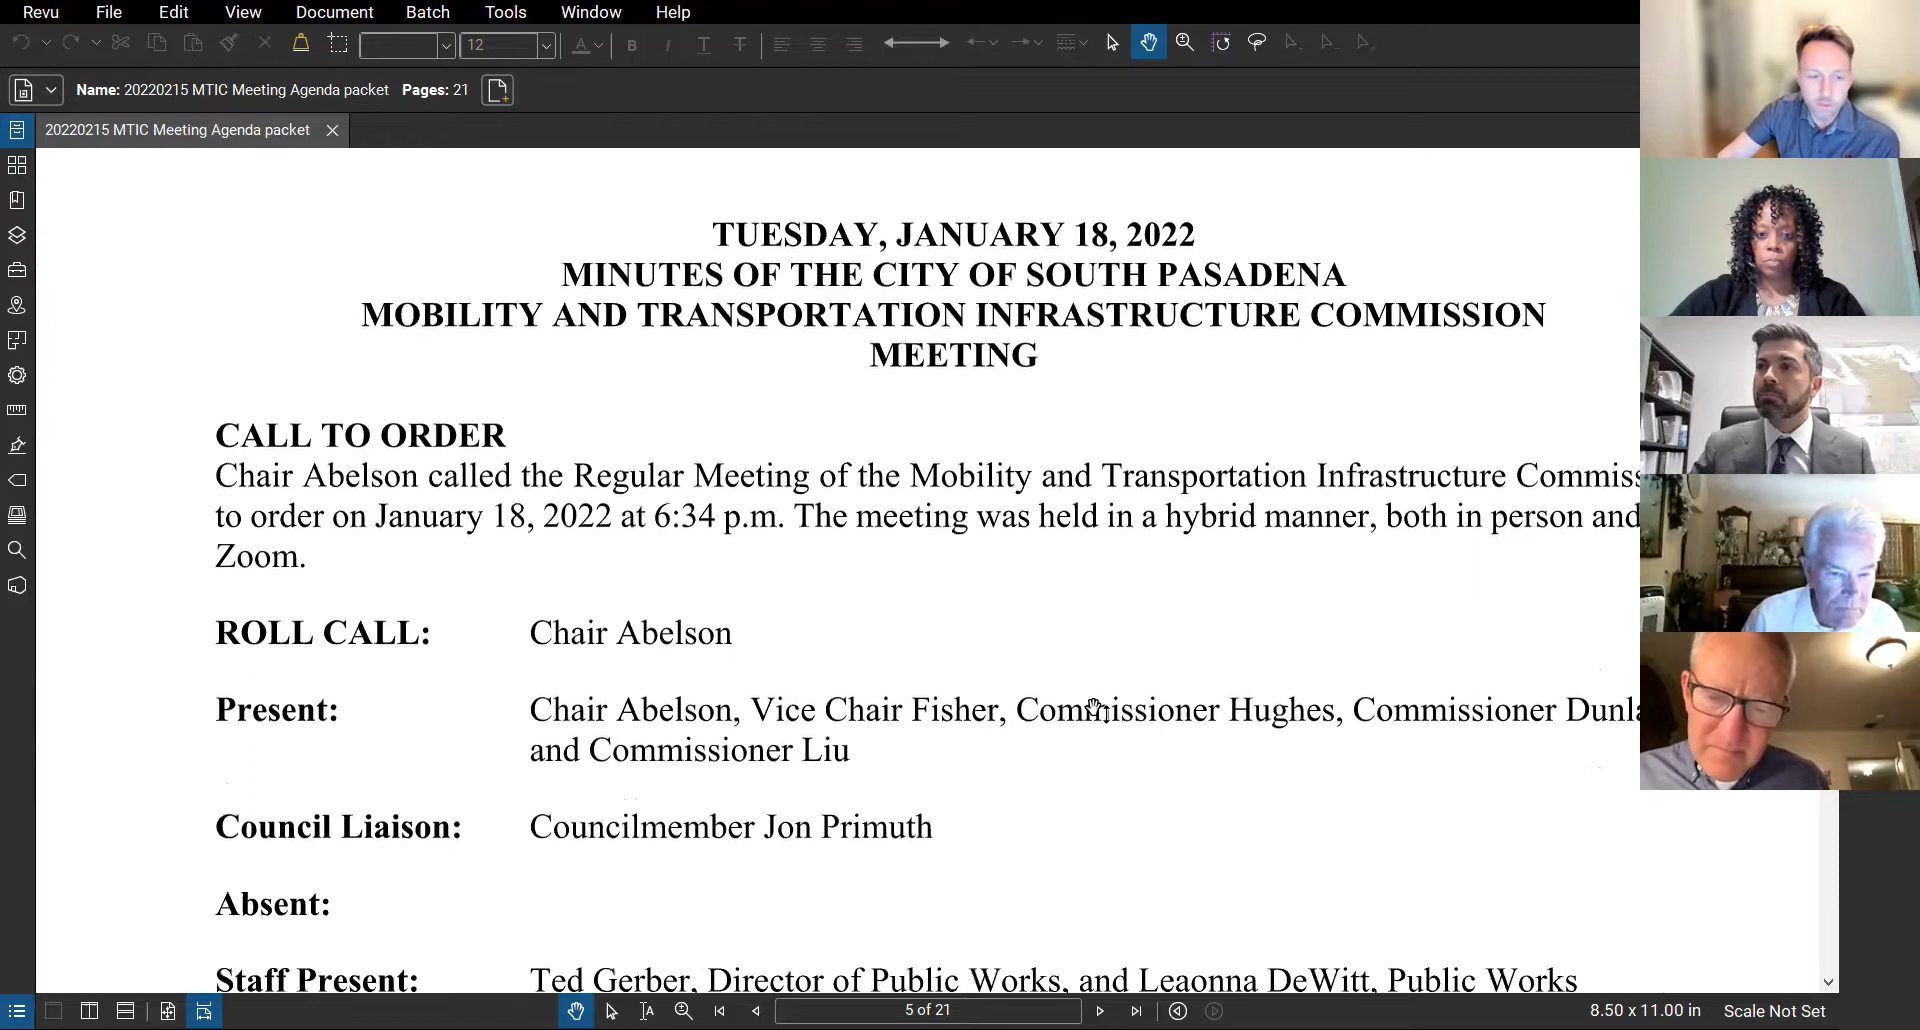 Revu File Edit View Document Batch Tools Window Help
12
Name: 20220215 MTIC Meeting Agenda packet Pages: 21
20220215 MTIC Meeting Agenda packet
TUESDAY, JANUARY 18, 2022
MINUTES OF THE CITY OF SOUTH PASADENA
MOBILITY AND TRANSPORTATION INFRASTRUCTURE COMMISSION
MEETING
CALL TO ORDER
Chair Abelson called the Regular Meeting of the Mobility and Transportation Infrastructure
to order on January 18, 2022 at 6:34 p.m. The meeting was held in a hybrid manner, both in person and
Zoom.
ROLL CALL: Chair Abelson
Present: Chair Abelson, Vice Chair Fisher, Commissioner Hughes, Commissioner
and Commissioner Liu
Council Liaison: Councilmember Jon Primuth
Absent:
Staff Present: Ted Gerber, Director of Public Works, and Leaonna DeWitt, Public Works
5 of 21
8.50 x 11.00 in Scale Not Set